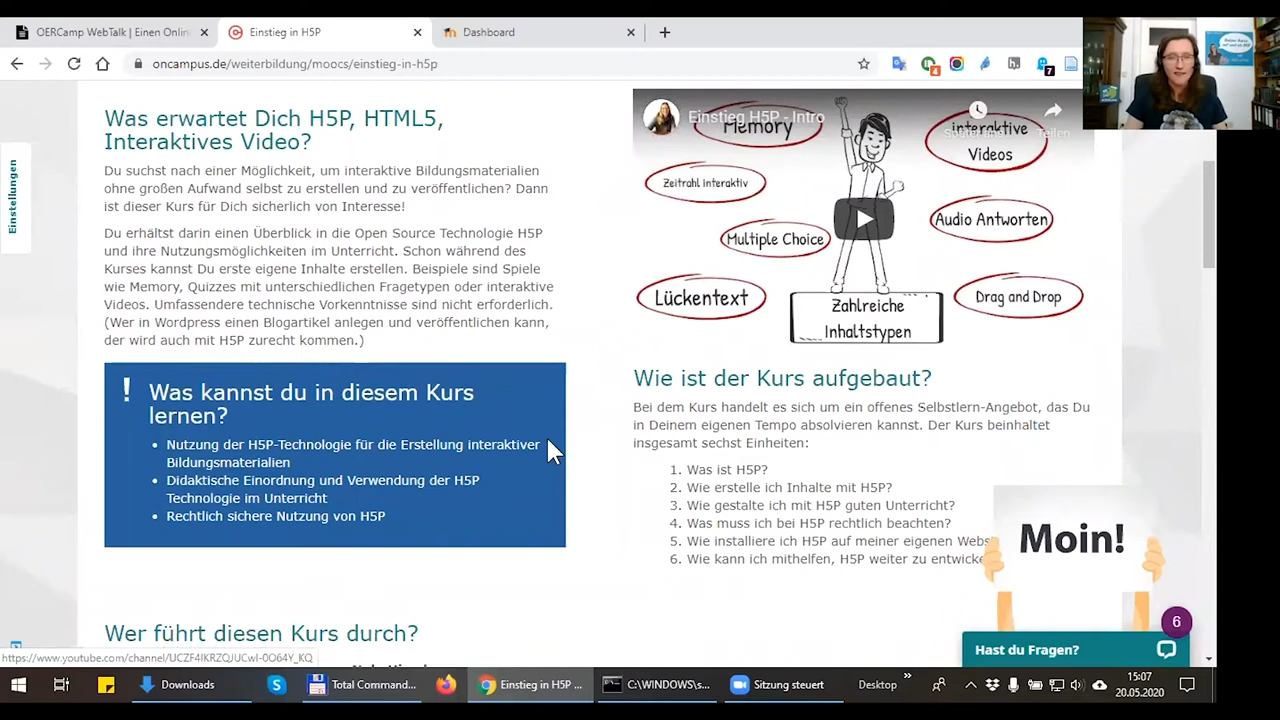 OERCamp WebTalk | Einen Onlin
Einstieg in H5P
Dashboard
oncampus.de/weiterbildung/moocs/einstieg-in-h5p
4
7
Einstellungen
Was erwartet Dich H5P, HTML5,
Interaktives Video?
Du suchst nach einer Möglichkeit, um interaktive Bildungsmaterialien
ohne großen Aufwand selbst zu erstellen und zu veröffentlichen? Dann
ist dieser Kurs für Dich sicherlich von Interesse!
Du erhältst darin einen Überblick in die Open Source Technologie H5P
und ihre Nutzungsmöglichkeiten im Unterricht. Schon während des
Kurses kannst Du erste eigene Inhalte erstellen. Beispiele sind Spiele
wie Memory, Quizzes mit unterschiedlichen Fragetypen oder interaktive
Videos. Umfassendere technische Vorkenntnisse sind nicht erforderlich.
(Wer in Wordpress einen Blogartikel anlegen und veröffentlichen kann,
der wird auch mit H5P zurecht kommen.)
! Was kannst du in diesem Kurs
lernen?
• Nutzung der H5P-Technologie für die Erstellung interaktiver
Bildungsmaterialien
• Didaktische Einordnung und Verwendung der H5P
Technologie im Unterricht
• Rechtlich sichere Nutzung von H5P
Wer führt diesen Kurs durch?
Einstieg H5P - Intro
Memory
Teilen
interaktive
Videos
Zeitrahl Interaktiv
Audio Antworten
Multiple Choice
Lückentext
Drag and Drop
Zahlreiche
Inhaltstypen
Wie ist der Kurs aufgebaut?
Bei dem Kurs handelt es sich um ein offenes Selbstlern-Angebot, das Du
in Deinem eigenen Tempo absolvieren kannst. Der Kurs beinhaltet
insgesamt sechst Einheiten:
1. Was ist H5P?
2. Wie erstelle ich Inhalte mit H5P?
3. Wie gestalte ich mit H5P guten Unterricht?
4. Was muss ich bei H5P rechtlich beachten?
5. Wie installiere ich H5P auf meiner eigenen Webs
6. Wie kann ich mithelfen, H5P weiter zu entwicke
Moin!
6
Hast du Fragen?
https://www.youtube.com/channel/UCZF4IKRZQJUCwI-0O64Y_KQ
Downloads
Total Command...
Einstieg in H5P ...
C:\WINDOWS\s...
Sitzung steuert
Desktop
15:07
20.05.2020